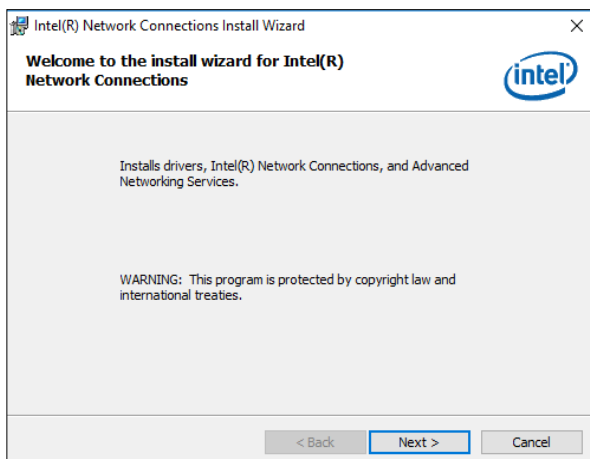 Intel(R) Network Connections Install Wizard
Welcome to the install wizard for Intel(R)
Network Connections
intel
Installs drivers, Intel(R) Network Connections, and Advanced
Networking Services.
WARNING: This program is protected by copyright law and
international treaties.
< Back
Next >
Cancel